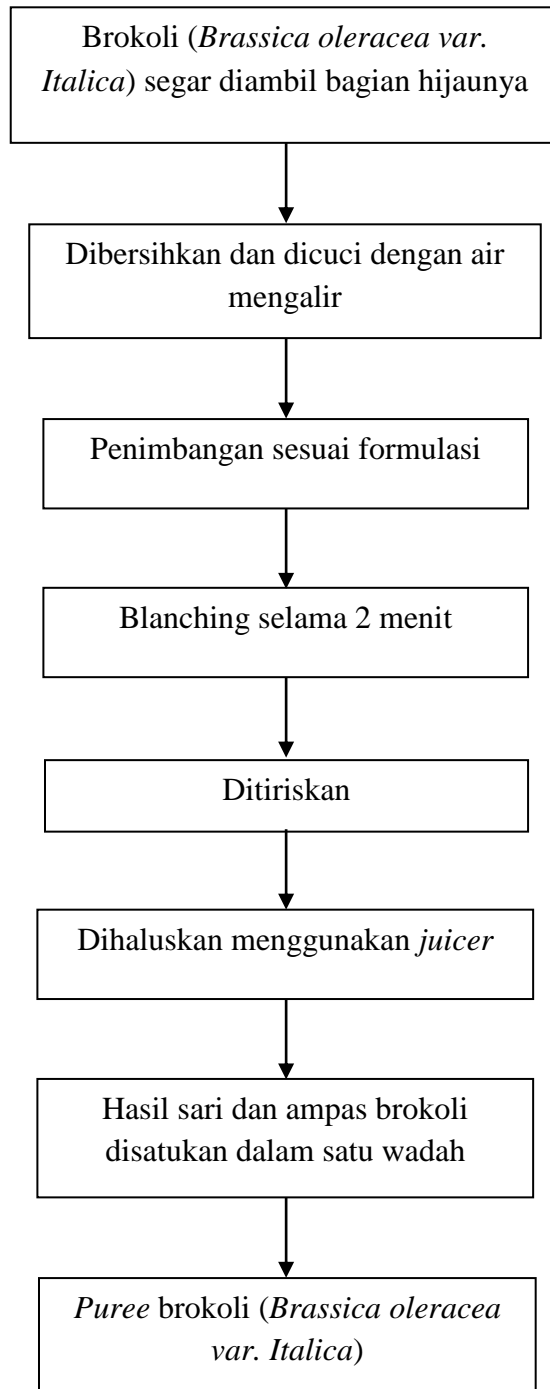 Brokoli (Brassica oleracea var.
Italica) segar diambil bagian hijaunya
Dibersihkan dan dicuci dengan air
mengalir
Penimbangan sesuai formulasi
Blanching selama 2 menit
Ditiriskan
Dihaluskan menggunakan juicer
Hasil sari dan ampas brokoli
disatukan dalam satu wadah
Puree brokoli (Brassica oleracea
var. Italica)